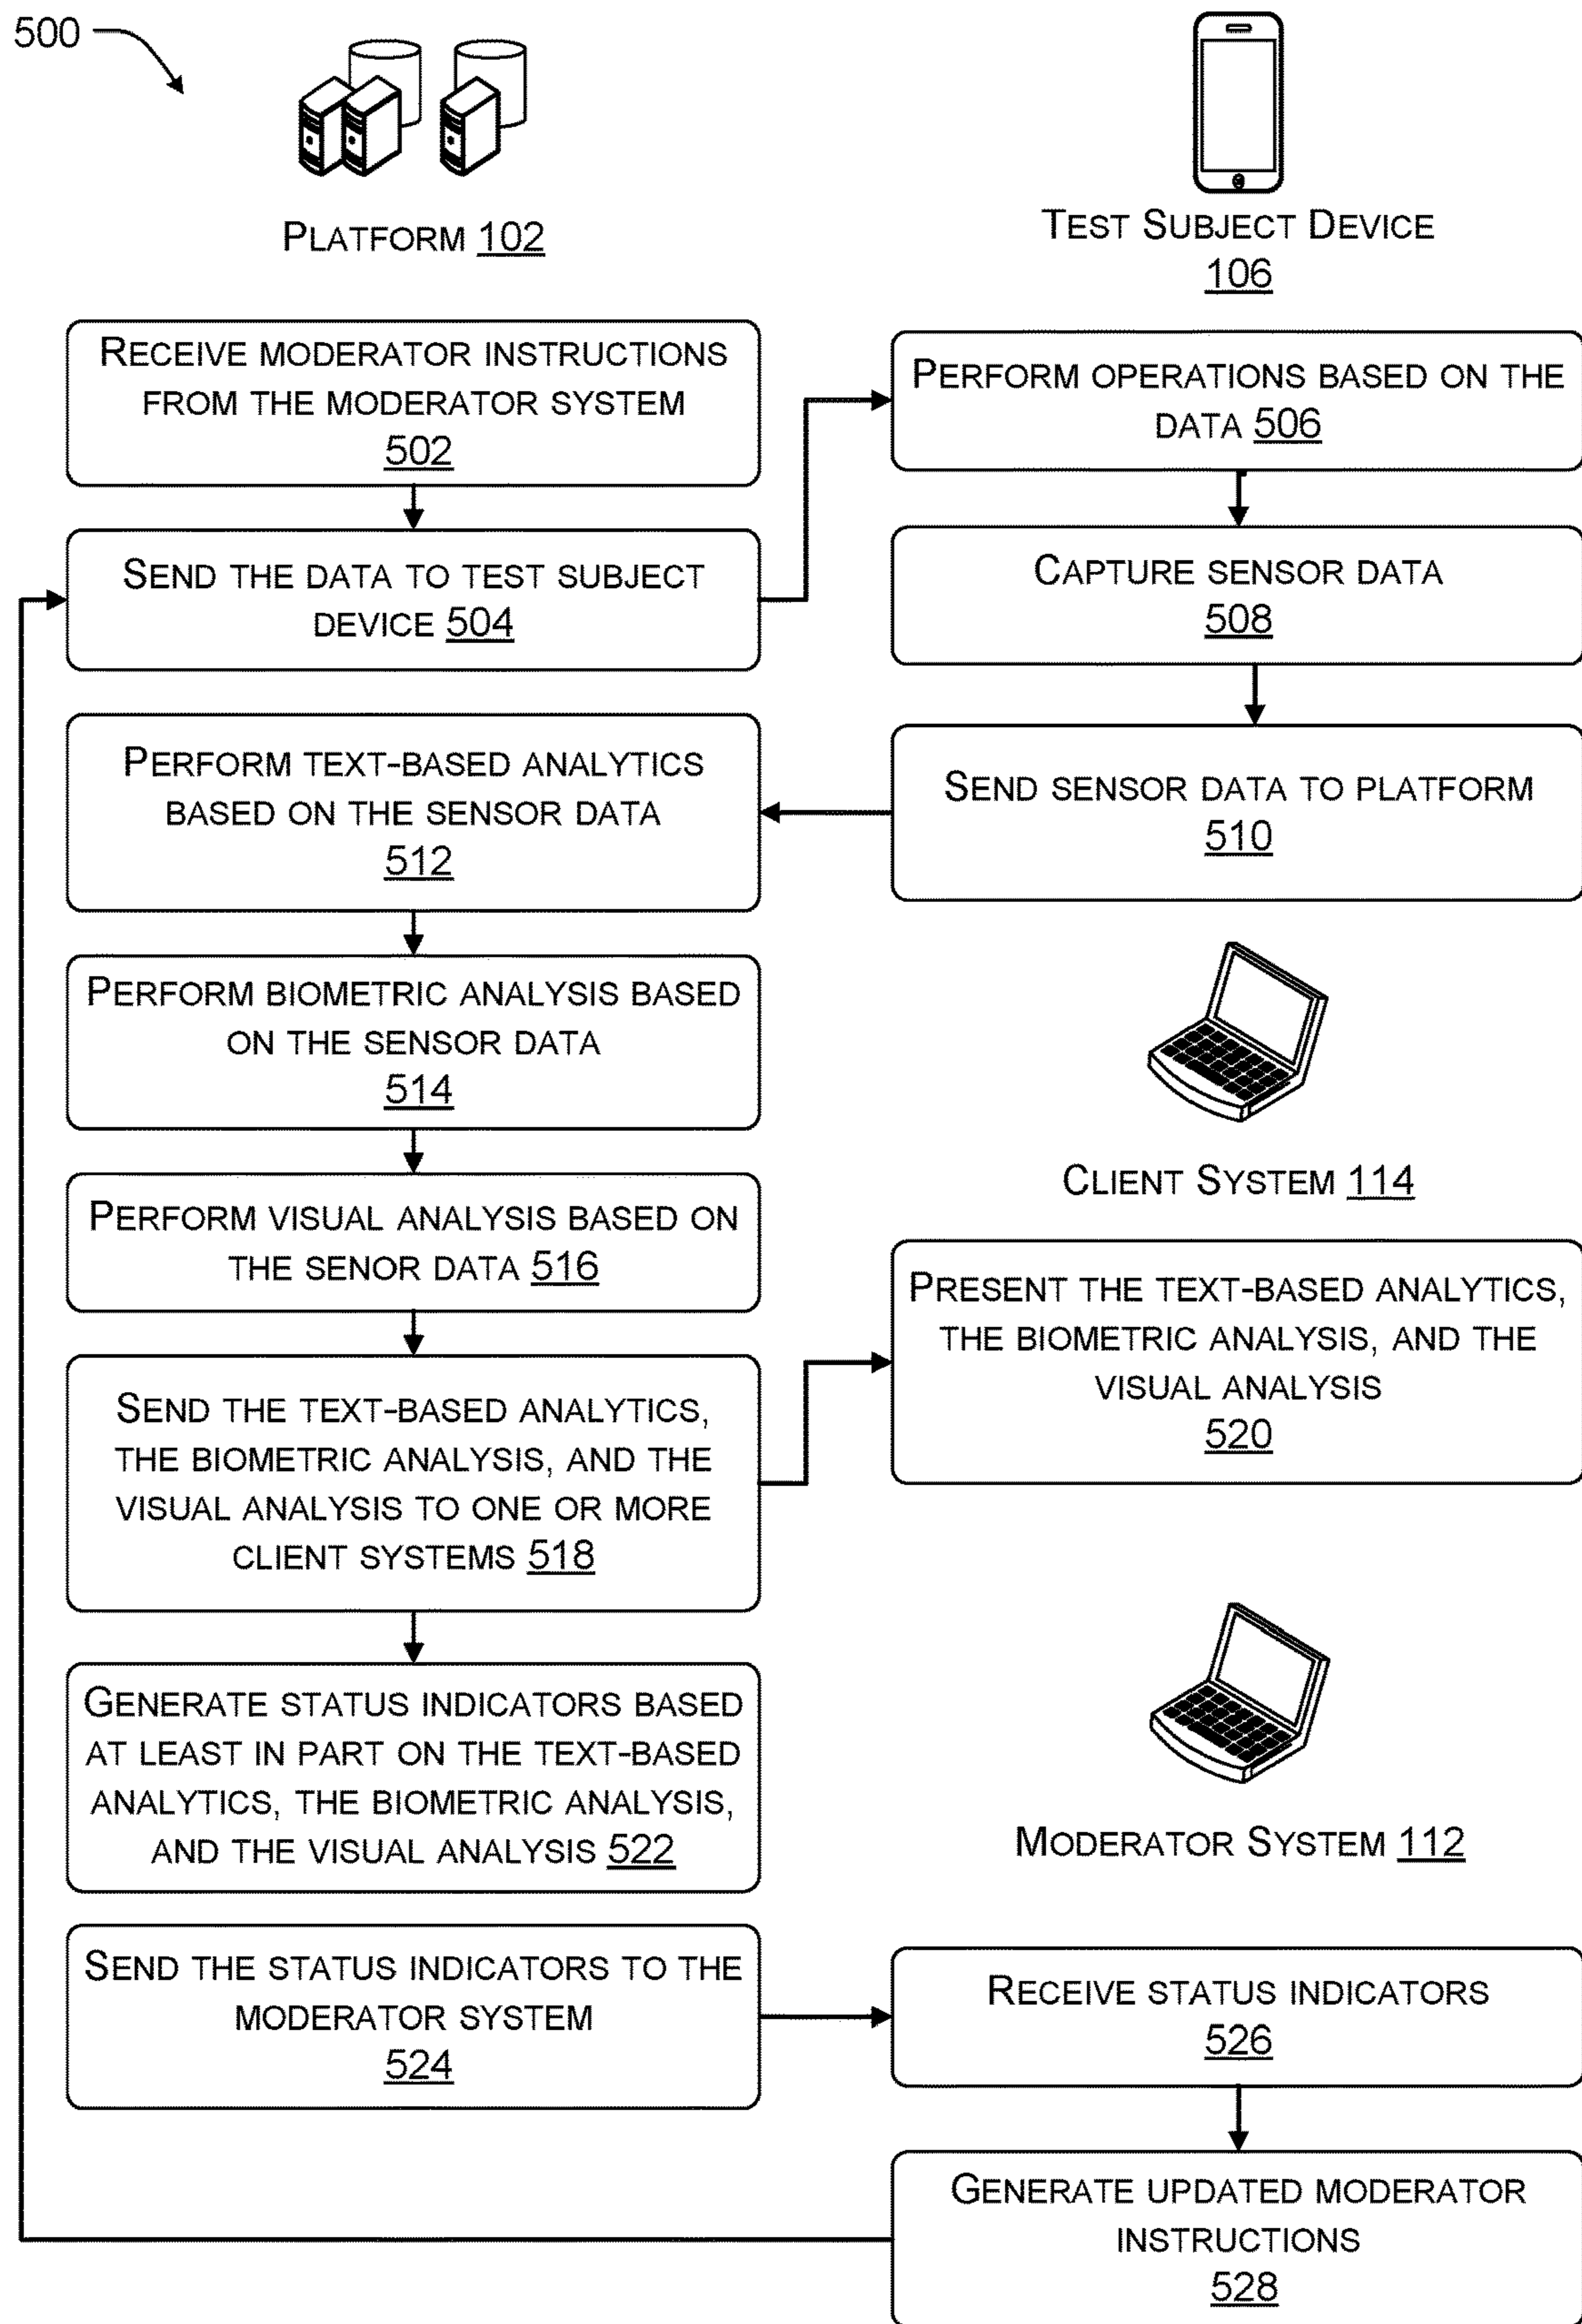 500
PLATFORM 102
TEST SUBJECT DEVICE
106
RECEIVE MODERATOR INSTRUCTIONS
FROM THE MODERATOR SYSTEM
502
SEND THE DATA TO TEST SUBJECT
DEVICE 504
PERFORM OPERATIONS BASED ON THE
DATA 506
CAPTURE SENSOR DATA
508
SEND SENSOR DATA TO PLATFORM
510
PERFORM TEXT-BASED ANALYTICS
BASED ON THE SENSOR DATA
512
PERFORM BIOMETRIC ANALYSIS BASED
ON THE SENSOR DATA
514
PERFORM VISUAL ANALYSIS BASED ON
THE SENOR DATA 516
SEND THE TEXT-BASED ANALYTICS,
THE BIOMETRIC ANALYSIS, AND THE
VISUAL ANALYSIS TO ONE OR MORE
CLIENT SYSTEMS 518
CLIENT SYSTEM 114
PRESENT THE TEXT-BASED ANALYTICS,
THE BIOMETRIC ANALYSIS, AND THE
VISUAL ANALYSIS
520
GENERATE STATUS INDICATORS BASED
AT LEAST IN PART ON THE TEXT-BASED
ANALYTICS, THE BIOMETRIC ANALYSIS,
AND THE VISUAL ANALYSIS 522
SEND THE STATUS INDICATORS TO THE
MODERATOR SYSTEM
524
MODERATOR SYSTEM 112
RECEIVE STATUS INDICATORS
526
GENERATE UPDATED MODERATOR
INSTRUCTIONS
528